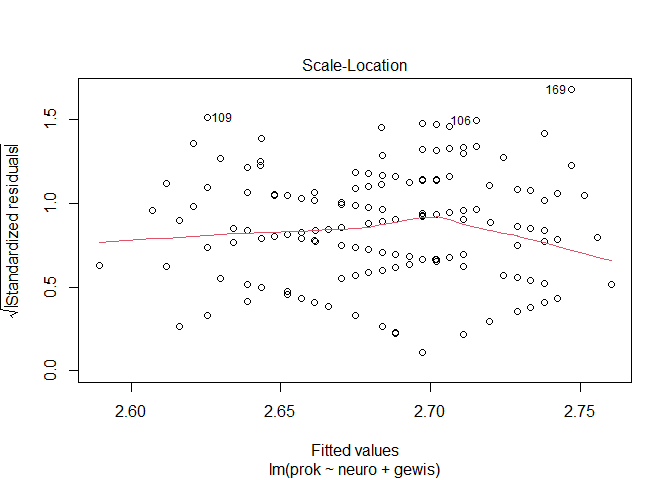 Scale-Location
√|Standardized residuals|
1.5
1.0
0.5
0.0
109
106
169
2.60
2.65
2.70
2.75
Fitted values
lm(prok ~ neuro + gewis)